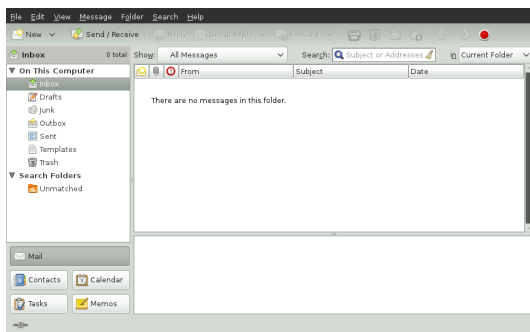 File Edit View Message Folder Search Help
New Send / Receive Reply Group Reply Forward
Inbox 0 total Show: All Messages Search: Subject or Addresses in Current Folder
On This Computer
Inbox
Drafts
Junk
Outbox
Sent
Templates
Trash
Search Folders
Unmatched
From Subject Date
There are no messages in this folder.
Mail
Contacts Calendar
Tasks Memos